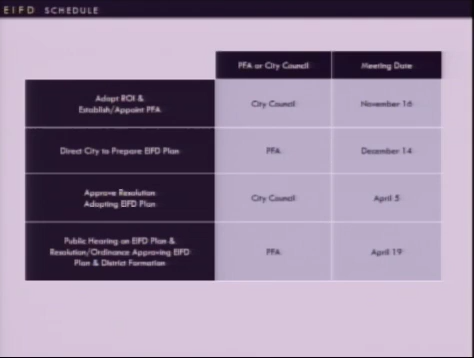 EIFD SCHEDULE
PFA or City Council
Meeting Date
Adopt ROI &
Establish/Appoint PFA
City Council
November 16
Direct City to Prepare EIFD Plan
PFA
December 14
Approve Resolution
Adopting EIFD Plan
City Council
April 5
Public Hearing on EIFD Plan &
Resolution/Ordinance Approving EIFD
Plan & District Formation
PFA
April 19